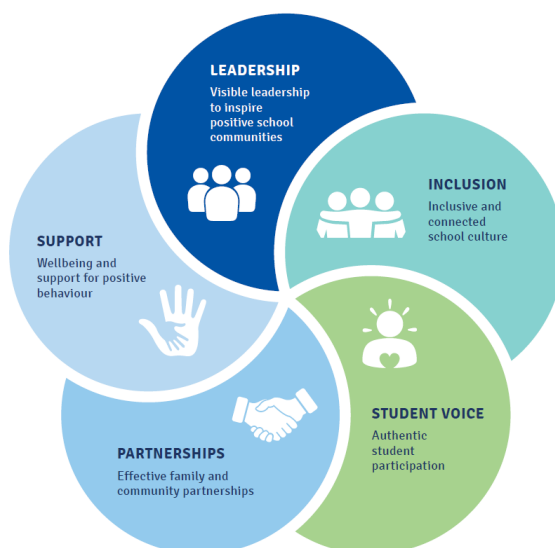 LEADERSHIP
Visible leadership
to inspire
positive school
communities
INCLUSION
Inclusive and
connected
school culture
STUDENT VOICE
Authentic
student
participation
PARTNERSHIPS
Effective family and
community partnerships
SUPPORT
Wellbeing and
support for positive
behaviour